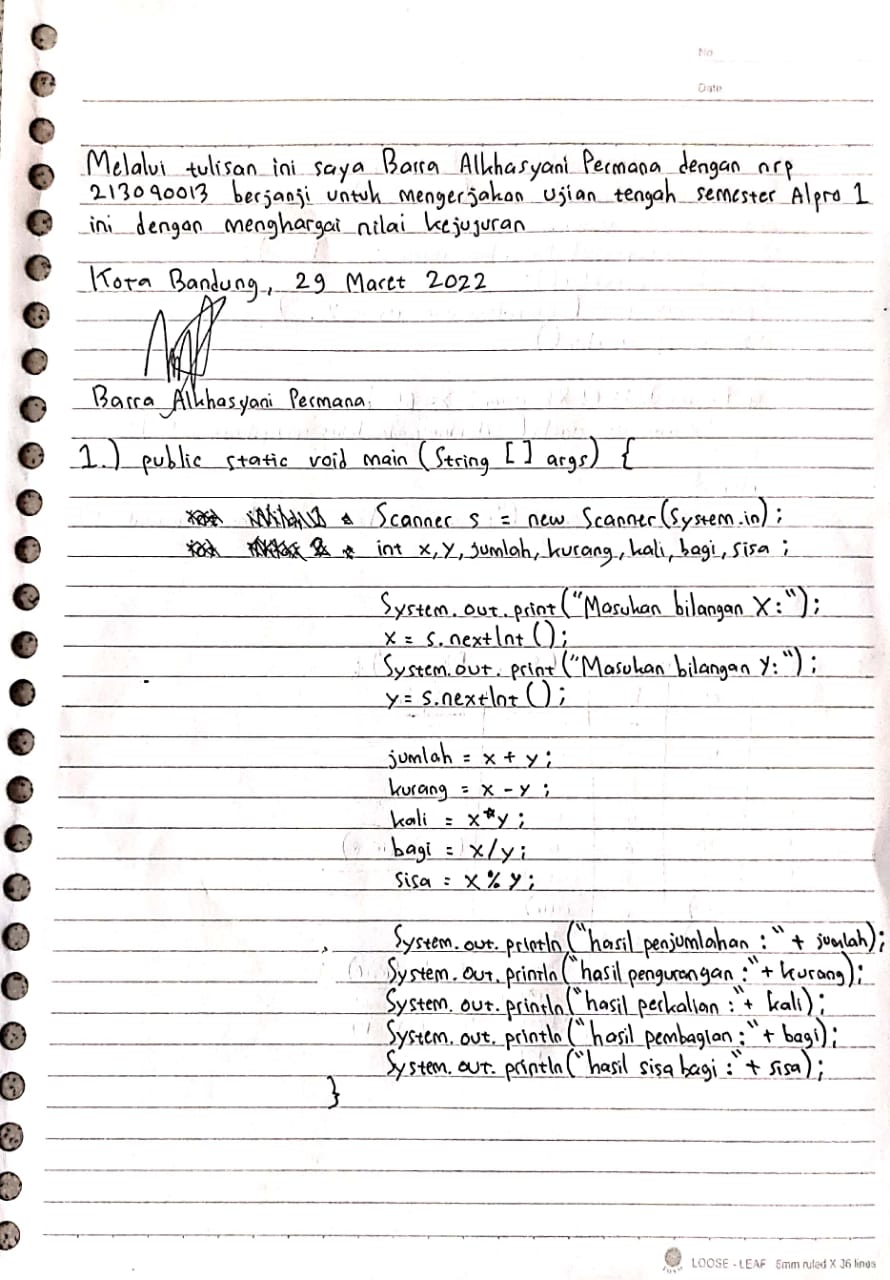 No
Date
Melalui tulisan ini saya Barra Alkhasyani Permana dengan nrp
213090013 berjanji untuk mengerjakan ujian tengah semester Alpro 1
ini dengan menghargai nilai kejujuran
Kota Bandung, 29 Maret 2022
Barra Alkhasyani Permana
1.) public static void main (String [] args) {
Scanner s = new Scanner(System.in);
int x, y, jumlah, kurang, kali, bagi, sisa ;
System.out.print("Masukan bilangan X:");
x = s.nextInt();
System.out.print("Masukan bilangan Y:");
y = s.nextInt();
jumlah = x + y;
kurang = x - y ;
kali = x*y;
bagi = x/y;
sisa = x % y;
System.out.println("hasil penjumlahan :" + jumlah);
System.out.println("hasil pengurangan :"+ kurang);
System.out.println("hasil perkalian :"+ kali);
System.out.println("hasil pembagian :"+ bagi);
System.out.println("hasil sisa bagi :"+ sisa);
}
LOOSE - LEAF 6mm ruled X 36 lines